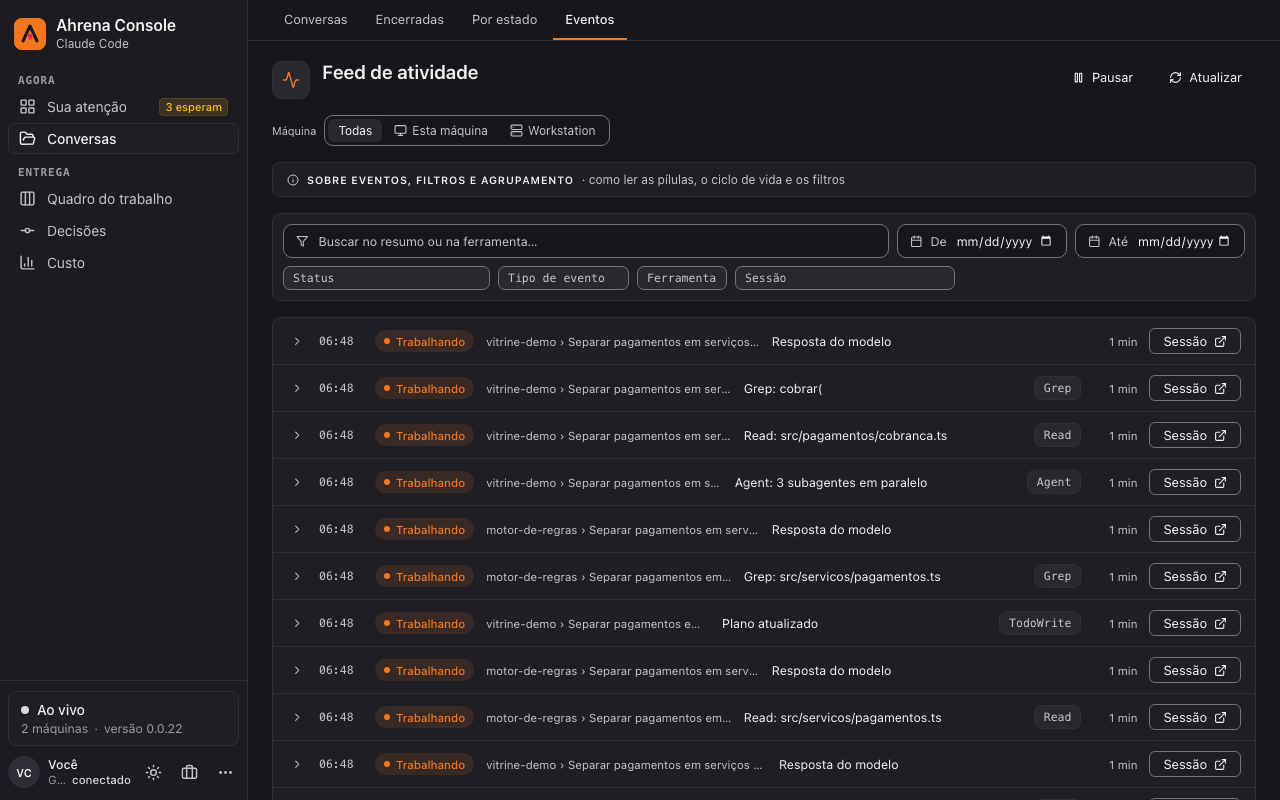 Ahrena Console
Claude Code
AGORA
Sua atenção 3 esperam
Conversas
ENTREGA
Quadro do trabalho
Decisões
Custo
Ao vivo
2 máquinas · versão 0.0.22
VC Você
G... conectado
Conversas Encerradas Por estado Eventos
Feed de atividade
Pausar Atualizar
Máquina Todas Esta máquina Workstation
SOBRE EVENTOS, FILTROS E AGRUPAMENTO · como ler as pílulas, o ciclo de vida e os filtros
Buscar no resumo ou na ferramenta... De mm/dd/yyyy Até mm/dd/yyyy
Status Tipo de evento Ferramenta Sessão
06:48 Trabalhando vitrine-demo › Separar pagamentos em serviços... Resposta do modelo 1 min Sessão
06:48 Trabalhando vitrine-demo › Separar pagamentos em ser... Grep: cobrar( Grep 1 min Sessão
06:48 Trabalhando vitrine-demo › Separar pagamentos em ser... Read: src/pagamentos/cobranca.ts Read 1 min Sessão
06:48 Trabalhando vitrine-demo › Separar pagamentos em s... Agent: 3 subagentes em paralelo Agent 1 min Sessão
06:48 Trabalhando motor-de-regras › Separar pagamentos em serv... Resposta do modelo 1 min Sessão
06:48 Trabalhando motor-de-regras › Separar pagamentos em... Grep: src/servicos/pagamentos.ts Grep 1 min Sessão
06:48 Trabalhando vitrine-demo › Separar pagamentos e... Plano atualizado TodoWrite 1 min Sessão
06:48 Trabalhando motor-de-regras › Separar pagamentos em serv... Resposta do modelo 1 min Sessão
06:48 Trabalhando motor-de-regras › Separar pagamentos em... Read: src/servicos/pagamentos.ts Read 1 min Sessão
06:48 Trabalhando vitrine-demo › Separar pagamentos em serviços ... Resposta do modelo 1 min Sessão